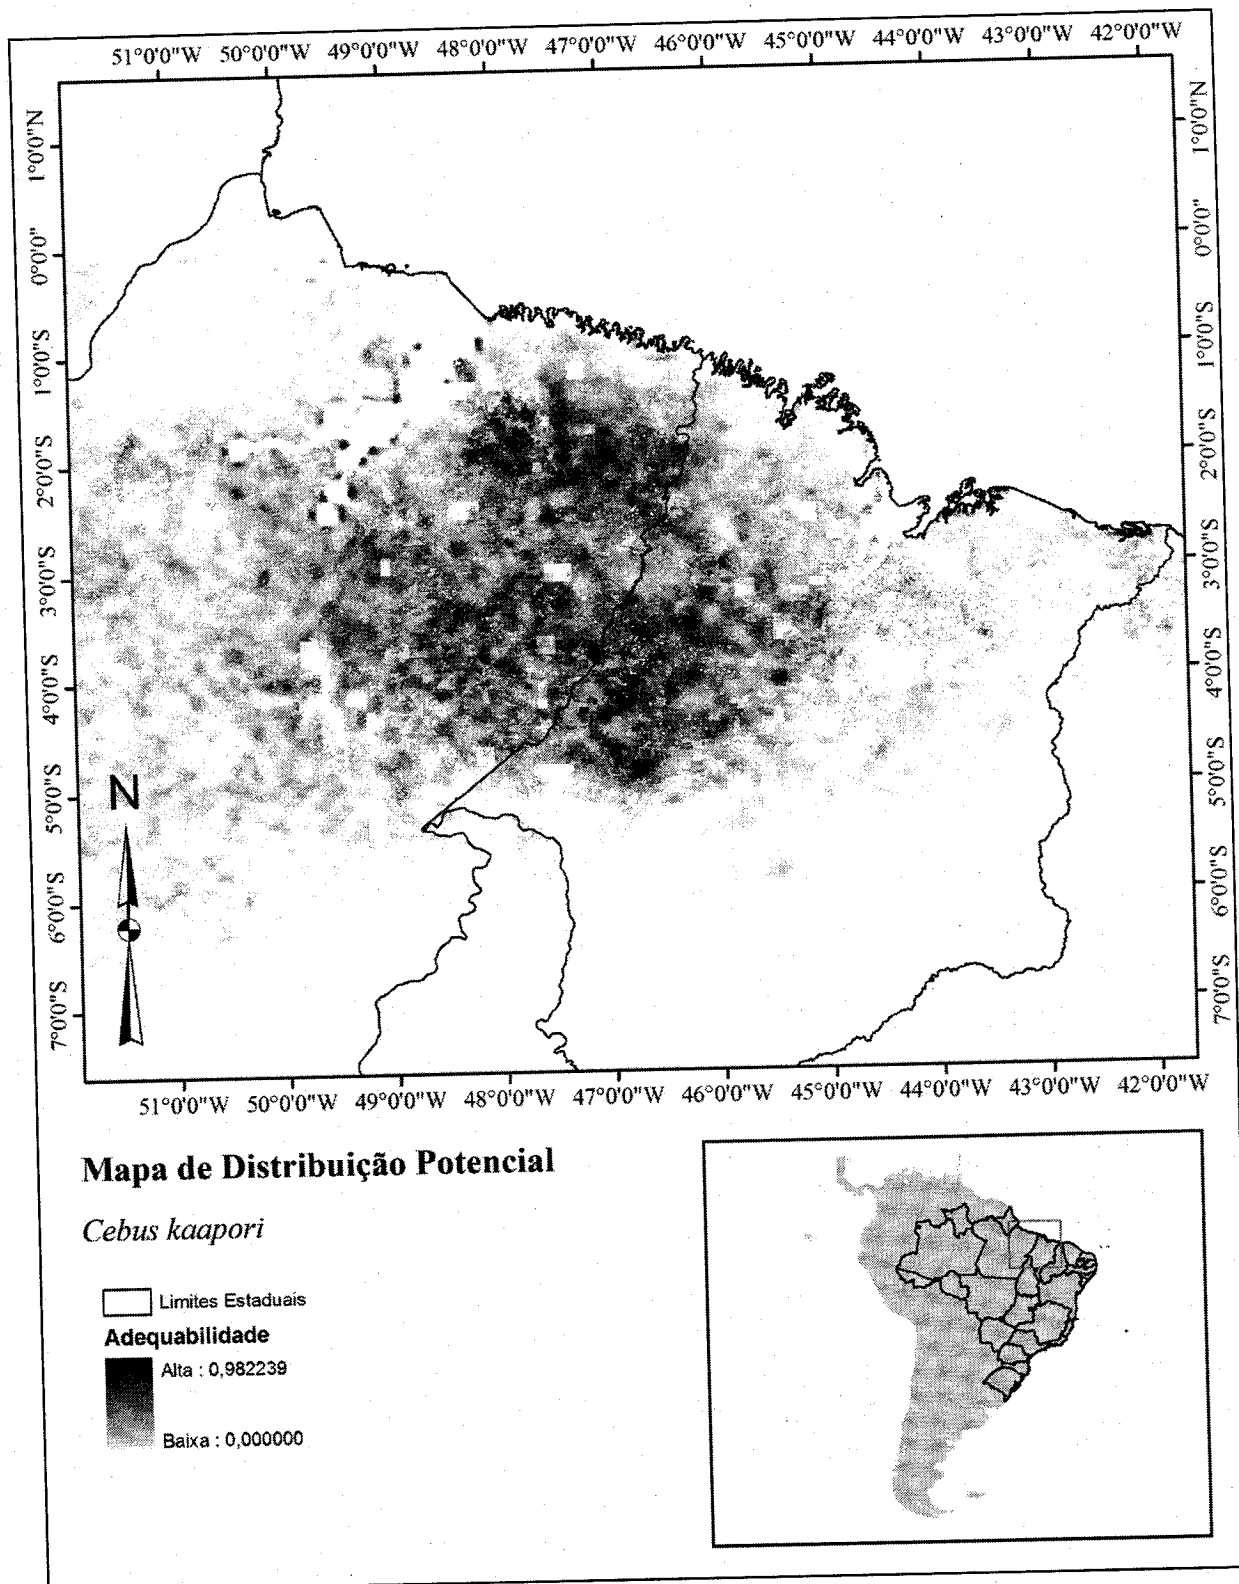 51°0'0"W 50°0'0"W 49°0'0"W 48°0'0"W 47°0'0"W 46°0'0"W 45°0'0"W 44°0'0"W 43°0'0"W 42°0'0"W
1°0'0"N
0°0'0"
1°0'0"S
2°0'0"S
3°0'0"S
4°0'0"S
5°0'0"S
6°0'0"S
7°0'0"S
N
1°0'0"N
0°0'0"
1°0'0"S
2°0'0"S
3°0'0"S
4°0'0"S
5°0'0"S
6°0'0"S
7°0'0"S
51°0'0"W 50°0'0"W 49°0'0"W 48°0'0"W 47°0'0"W 46°0'0"W 45°0'0"W 44°0'0"W 43°0'0"W 42°0'0"W
Mapa de Distribuição Potencial
Cebus kaapori
Limites Estaduais
Adequabilidade
Alta : 0,982239
Baixa : 0,000000